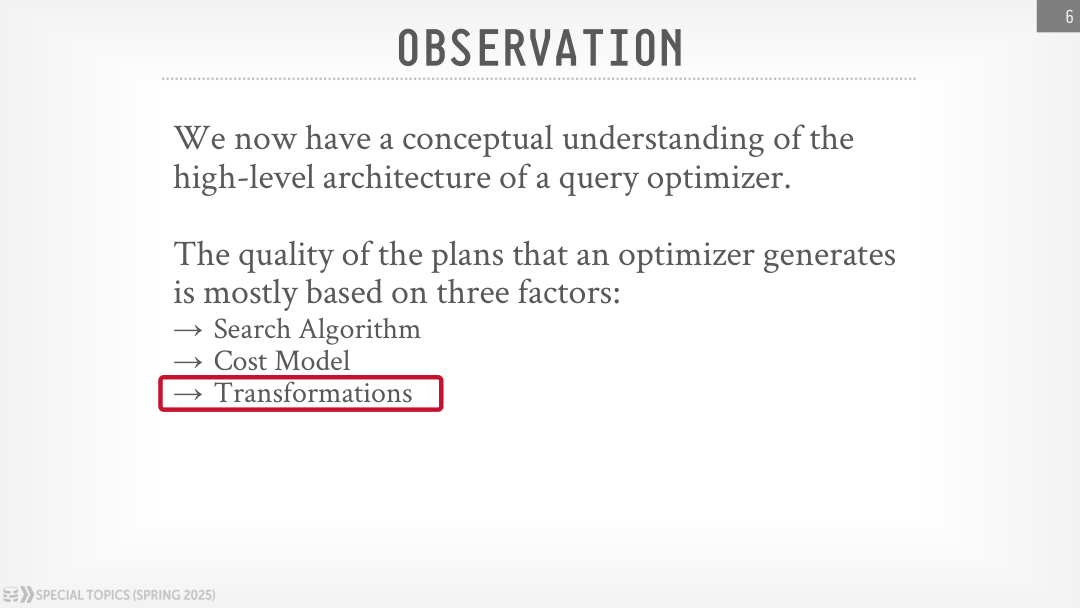 6
OBSERVATION
We now have a conceptual understanding of the
high-level architecture of a query optimizer.
The quality of the plans that an optimizer generates
is mostly based on three factors:
→ Search Algorithm
→ Cost Model
→ Transformations
SPECIAL TOPICS (SPRING 2025)